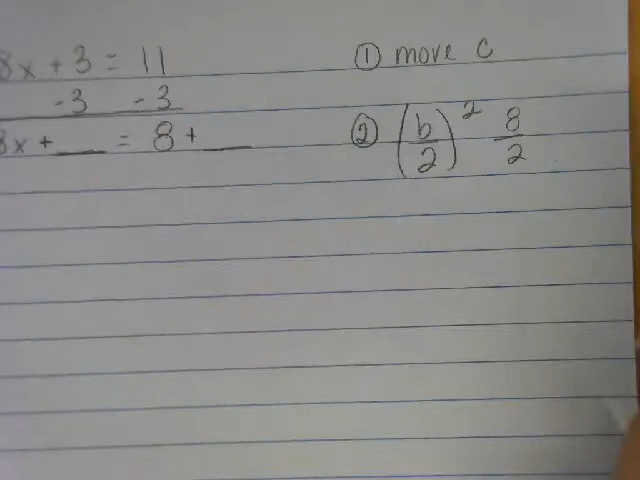 8x + 3 = 11
-3 -3
8x + ___ = 8 + ___
① move c
② (b/2)² 8/2